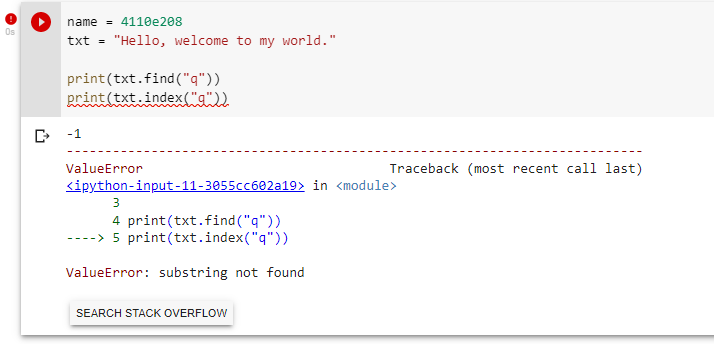 name = 4110e208
txt = "Hello, welcome to my world."
0s
print(txt.find("q"))
print(txt.index("q"))
-1
---------------------------------------------------------------------------
ValueError Traceback (most recent call last)
<ipython-input-11-3055cc602a19> in <module>
3
4 print(txt.find("q"))
----> 5 print(txt.index("q"))
ValueError: substring not found
SEARCH STACK OVERFLOW